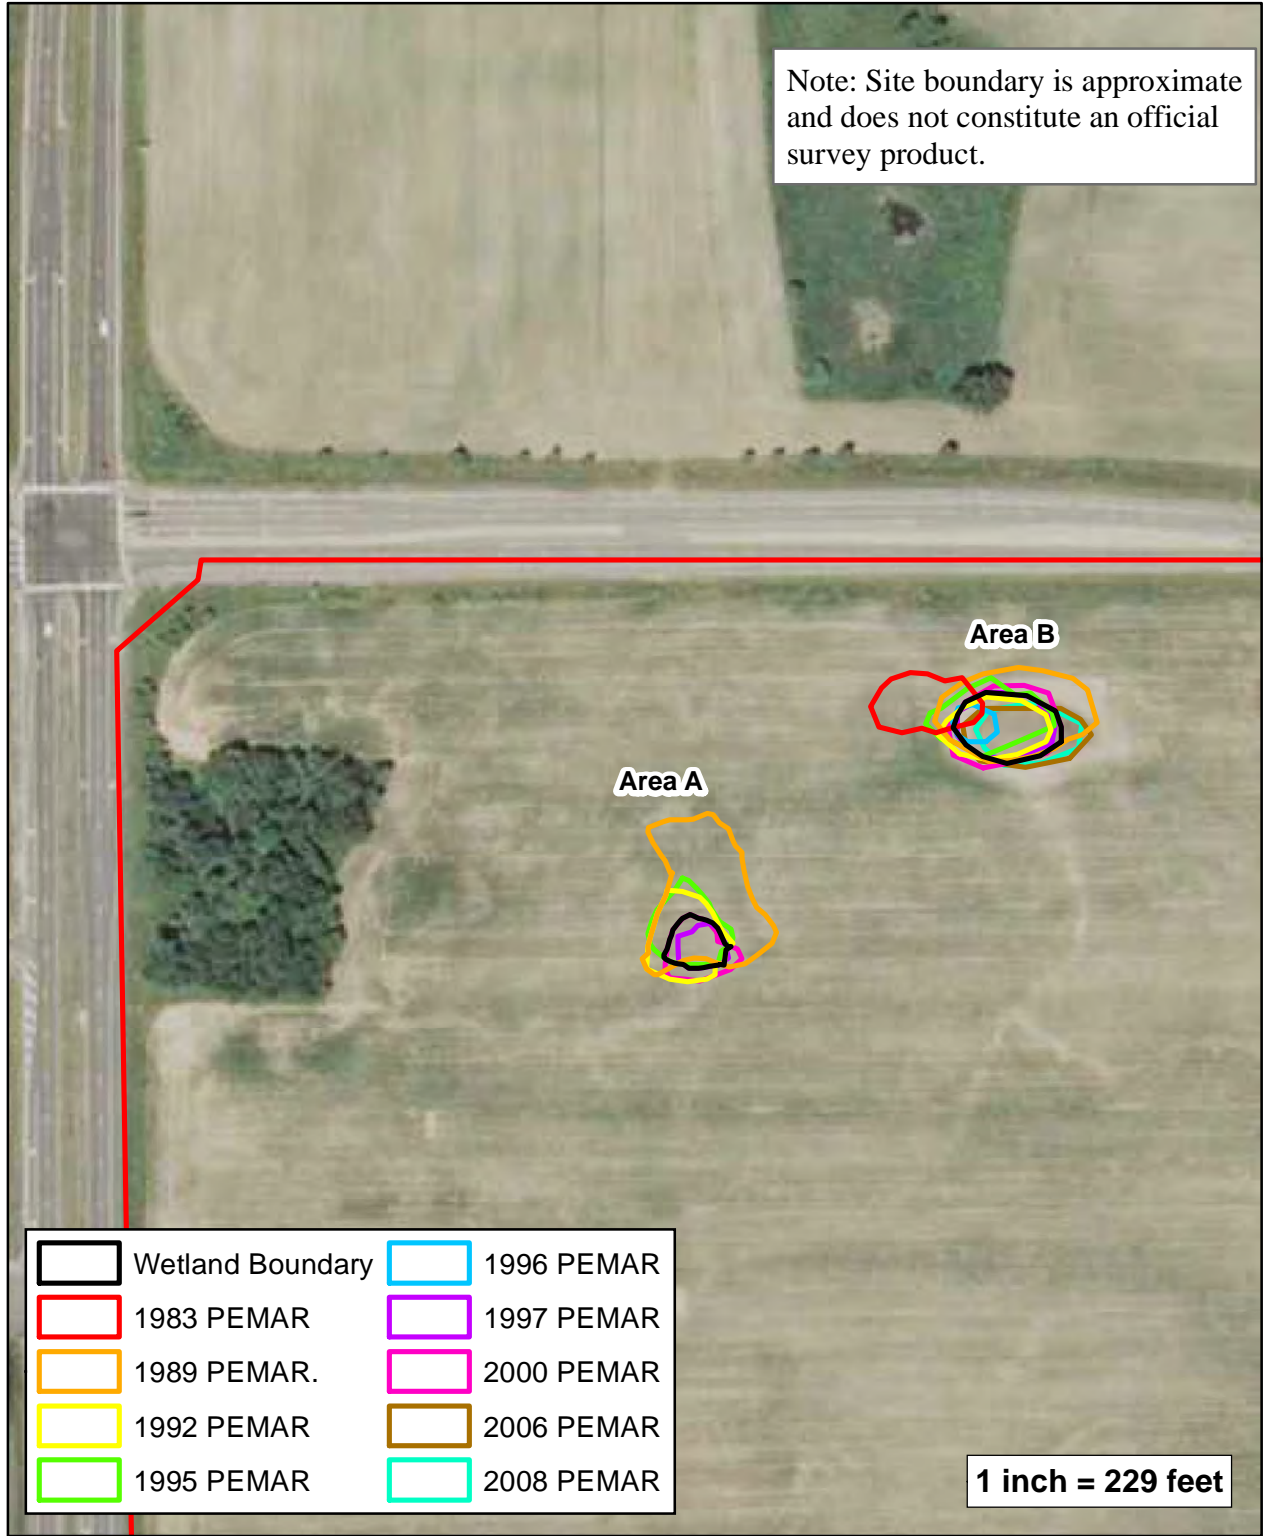 Note: Site boundary is approximate
and does not constitute an official
survey product.
Area B
Area A
Wetland Boundary
1983 PEMAR
1989 PEMAR.
1992 PEMAR
1995 PEMAR
1996 PEMAR
1997 PEMAR
2000 PEMAR
2006 PEMAR
2008 PEMAR
1 inch = 229 feet